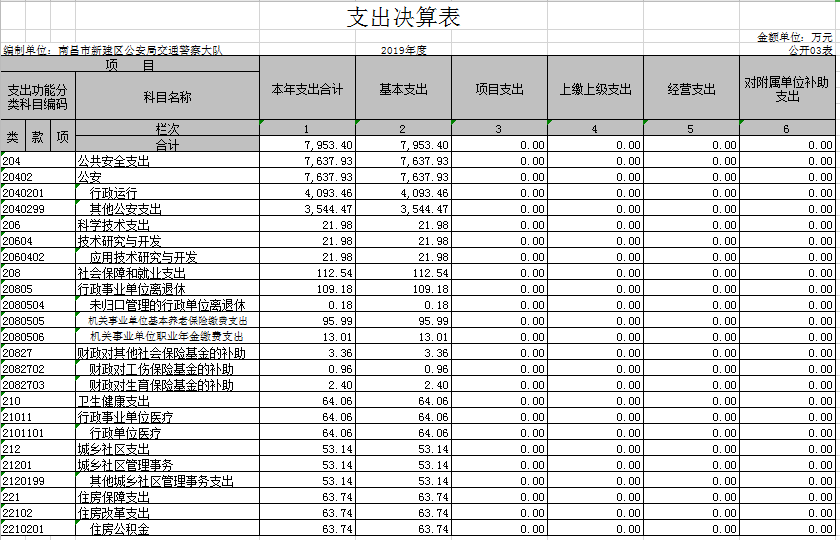 支出决算表
金额单位：万元
编制单位：南昌市新建区公安局交通警察大队 2019年度 公开03表
项 目 本年支出合计 基本支出 项目支出 上缴上级支出 经营支出 对附属单位补助支出
支出功能分类科目编码 科目名称
类 款 项 栏次 1 2 3 4 5 6
合计 7,953.40 7,953.40 0.00 0.00 0.00 0.00
204 公共安全支出 7,637.93 7,637.93 0.00 0.00 0.00 0.00
20402 公安 7,637.93 7,637.93 0.00 0.00 0.00 0.00
2040201 行政运行 4,093.46 4,093.46 0.00 0.00 0.00 0.00
2040299 其他公安支出 3,544.47 3,544.47 0.00 0.00 0.00 0.00
206 科学技术支出 21.98 21.98 0.00 0.00 0.00 0.00
20604 技术研究与开发 21.98 21.98 0.00 0.00 0.00 0.00
2060402 应用技术研究与开发 21.98 21.98 0.00 0.00 0.00 0.00
208 社会保障和就业支出 112.54 112.54 0.00 0.00 0.00 0.00
20805 行政事业单位离退休 109.18 109.18 0.00 0.00 0.00 0.00
2080504 未归口管理的行政单位离退休 0.18 0.18 0.00 0.00 0.00 0.00
2080505 机关事业单位基本养老保险缴费支出 95.99 95.99 0.00 0.00 0.00 0.00
2080506 机关事业单位职业年金缴费支出 13.01 13.01 0.00 0.00 0.00 0.00
20827 财政对其他社会保险基金的补助 3.36 3.36 0.00 0.00 0.00 0.00
2082702 财政对工伤保险基金的补助 0.96 0.96 0.00 0.00 0.00 0.00
2082703 财政对生育保险基金的补助 2.40 2.40 0.00 0.00 0.00 0.00
210 卫生健康支出 64.06 64.06 0.00 0.00 0.00 0.00
21011 行政事业单位医疗 64.06 64.06 0.00 0.00 0.00 0.00
2101101 行政单位医疗 64.06 64.06 0.00 0.00 0.00 0.00
212 城乡社区支出 53.14 53.14 0.00 0.00 0.00 0.00
21201 城乡社区管理事务 53.14 53.14 0.00 0.00 0.00 0.00
2120199 其他城乡社区管理事务支出 53.14 53.14 0.00 0.00 0.00 0.00
221 住房保障支出 63.74 63.74 0.00 0.00 0.00 0.00
22102 住房改革支出 63.74 63.74 0.00 0.00 0.00 0.00
2210201 住房公积金 63.74 63.74 0.00 0.00 0.00 0.00